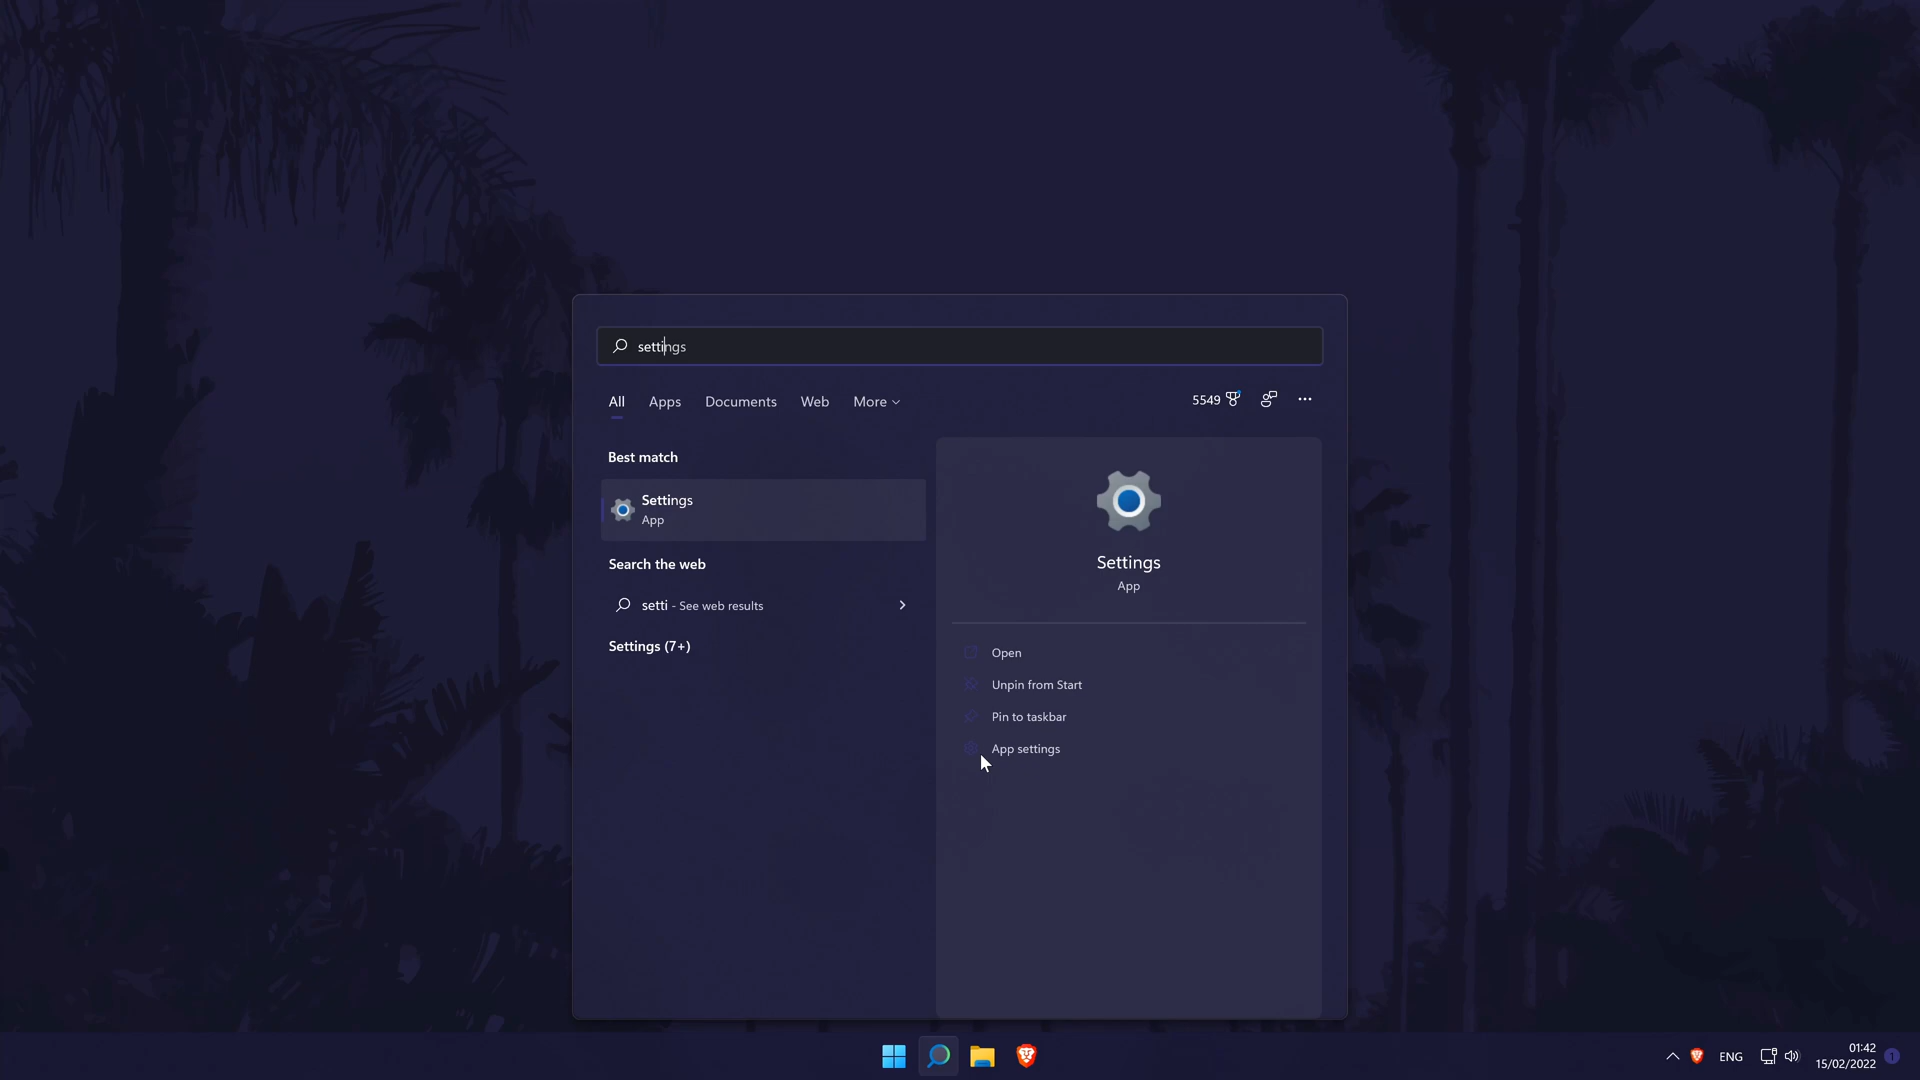 settings
All Apps Documents Web More 5549
Best match
Settings
App
Search the web
setti - See web results
Settings (7+)
Settings
App
Open
Unpin from Start
Pin to taskbar
App settings
ENG
01:42
15/02/2022
1